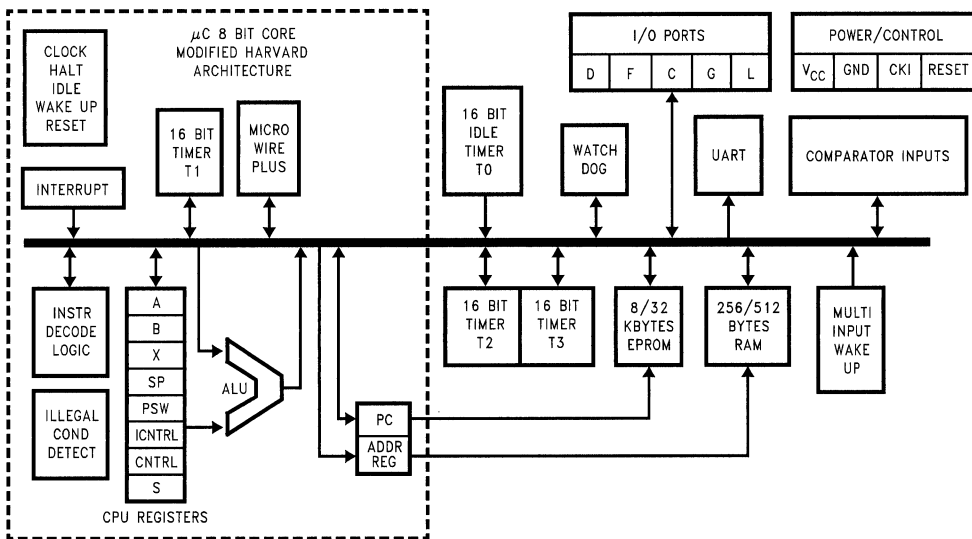 μC 8 BIT CORE
MODIFIED HARVARD
ARCHITECTURE
CLOCK
HALT
IDLE
WAKE UP
RESET
INTERRUPT
16 BIT
TIMER
T1
MICRO
WIRE
PLUS
16 BIT
IDLE
TIMER
T0
WATCH
DOG
I/O PORTS
D F C G L
UART
POWER/CONTROL
VCC GND CKI RESET
COMPARATOR INPUTS
INSTR
DECODE
LOGIC
ILLEGAL
COND
DETECT
A
B
X
SP
PSW
ICNTRL
CNTRL
S
CPU REGISTERS
ALU
PC
ADDR
REG
16 BIT
TIMER
T2
16 BIT
TIMER
T3
8/32
KBYTES
EPROM
256/512
BYTES
RAM
MULTI
INPUT
WAKE
UP